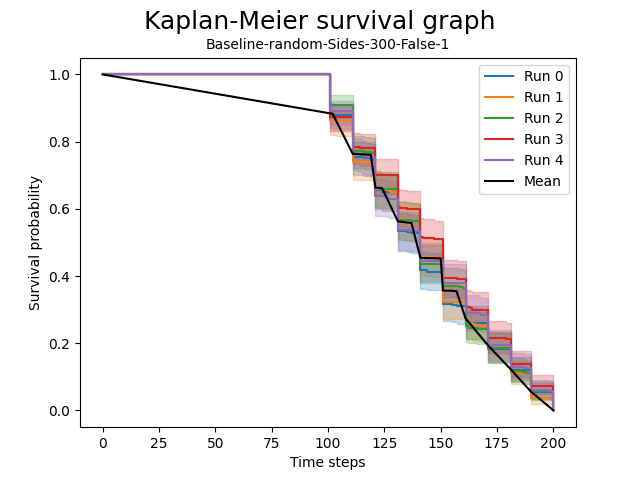 Kaplan-Meier survival graph
Baseline-random-Sides-300-False-1
Survival probability
1.0
0.8
0.6
0.4
0.2
0.0
Run 0
Run 1
Run 2
Run 3
Run 4
Mean
0 25 50 75 100 125 150 175 200
Time steps